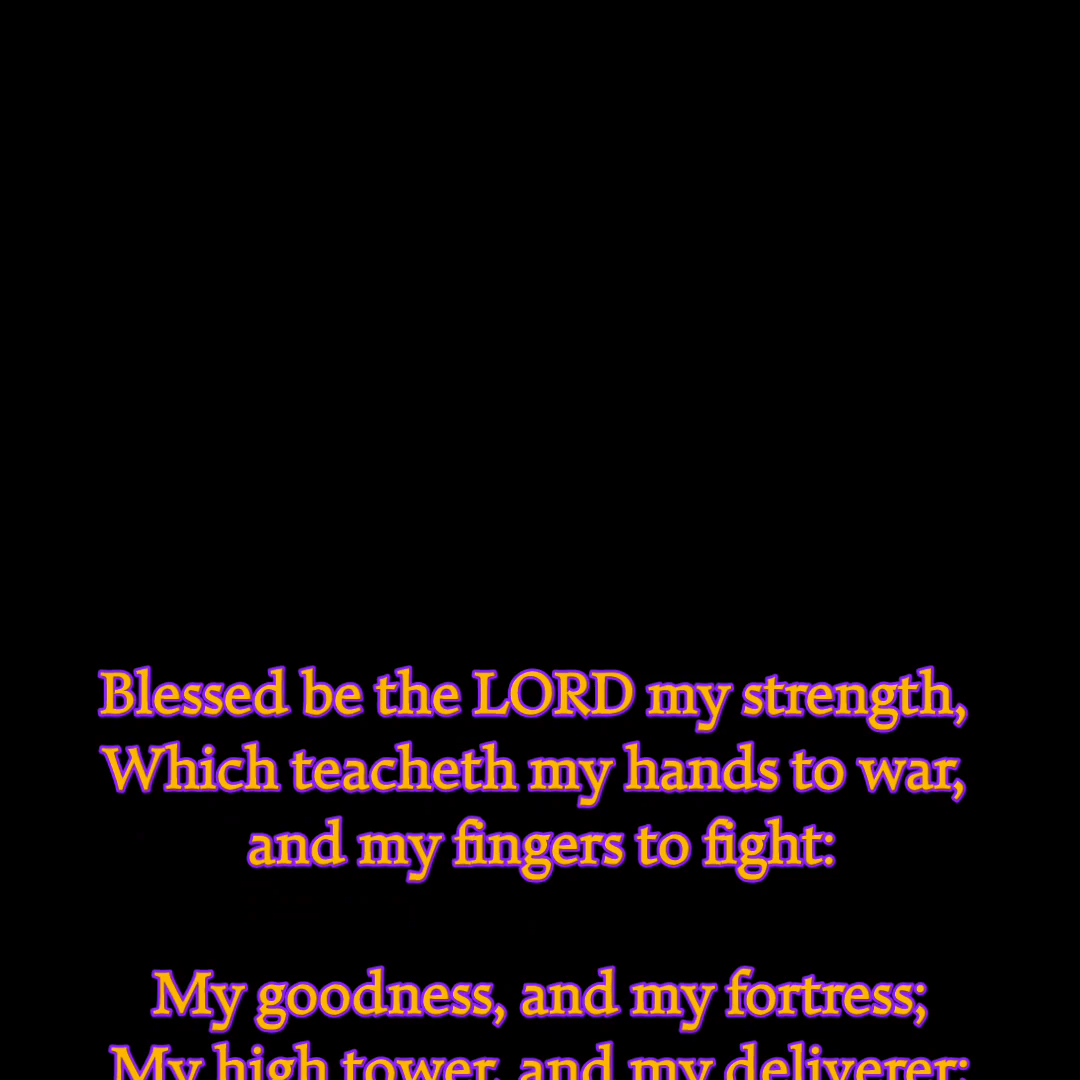 Blessed be the LORD my strength,
Which teacheth my hands to war,
and my fingers to fight:
My goodness, and my fortress;
My high tower, and my deliverer;